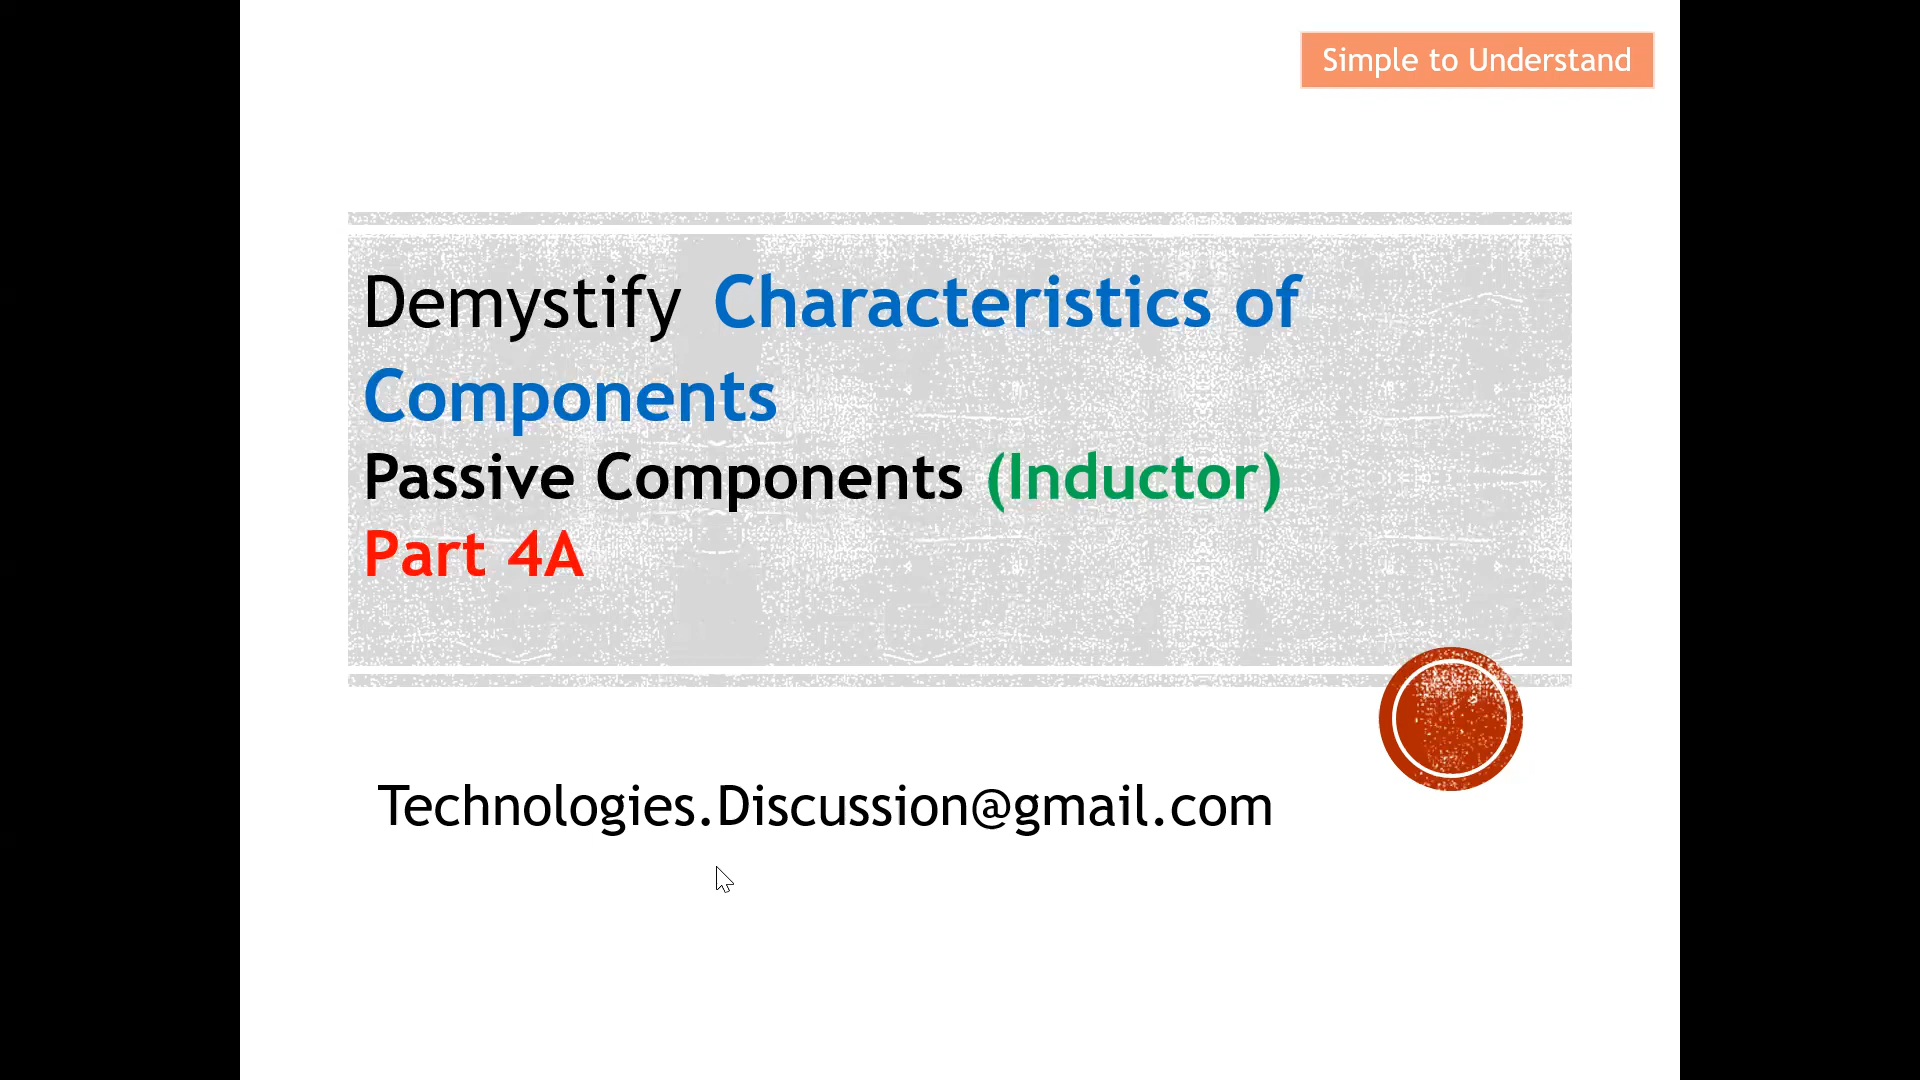 Simple to Understand
Demystify Characteristics of
Components
Passive Components (Inductor)
Part 4A
Technologies.Discussion@gmail.com